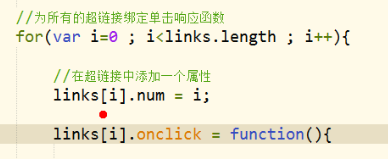 //为所有的超链接绑定单击响应函数
for(var i=0 ; i<links.length ; i++){
//在超链接中添加一个属性
links[i].num = i;
links[i].onclick = function(){